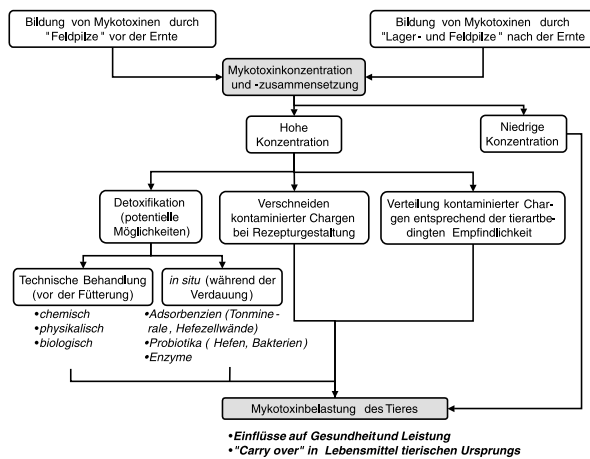 Bildung von Mykotoxinen durch
"Feldpilze" vor der Ernte
Bildung von Mykotoxinen durch
"Lager- und Feldpilze" nach der Ernte
Mykotoxinkonzentration
und -zusammensetzung
Hohe
Konzentration
Niedrige
Konzentration
Detoxifikation
(potentielle
Möglichkeiten)
Verschneiden
kontaminierter Chargen
bei Rezepturgestaltung
Verteilung kontaminierter Char-
gen entsprechend der tierartbe-
dingten Empfindlichkeit
Technische Behandlung
(vor der Fütterung)
in situ (während der
Verdauung)
•chemisch
•physikalisch
•biologisch
•Adsorbenzien (Tonmine-
rale, Hefezellwände)
•Probiotika ( Hefen, Bakterien)
•Enzyme
Mykotoxinbelastung des Tieres
•Einflüsse auf Gesundheitund Leistung
•"Carry over" in Lebensmittel tierischen Ursprungs